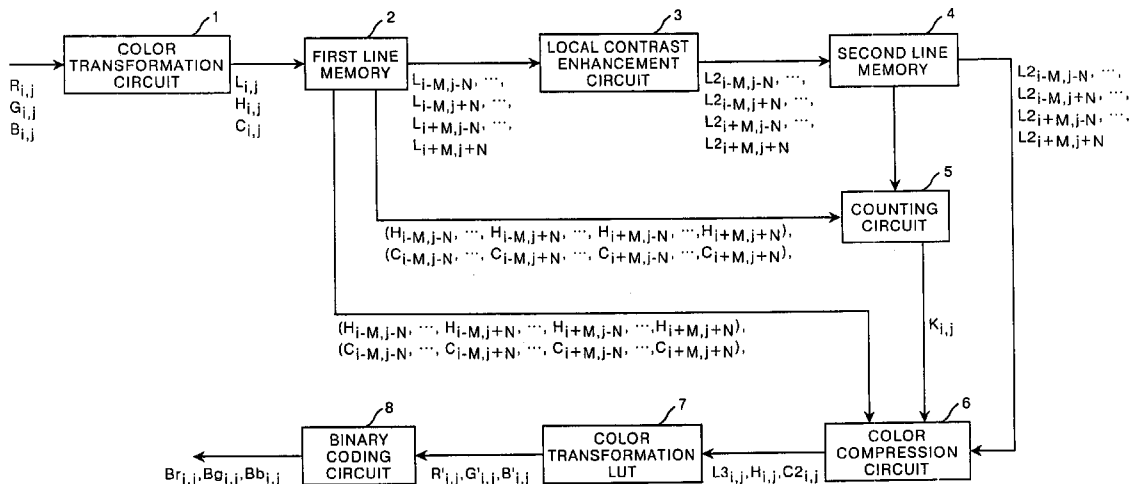 1
COLOR
TRANSFORMATION
CIRCUIT
2
FIRST LINE
MEMORY
3
LOCAL CONTRAST
ENHANCEMENT
CIRCUIT
4
SECOND LINE
MEMORY
R i,j
G i,j
B i,j
L i,j
H i,j
C i,j
L i-M,j-N, ···,
L i-M,j+N, ···,
L i+M,j-N, ···,
L i+M,j+N
L2 i-M,j-N, ···,
L2 i-M,j+N, ···,
L2 i+M,j-N, ···,
L2 i+M,j+N
L2 i-M,j-N, ···,
L2 i-M,j+N, ···,
L2 i+M,j-N, ···,
L2 i+M,j+N
5
COUNTING
CIRCUIT
(H i-M,j-N, ···, H i-M,j+N, ···, H i+M,j-N, ···,H i+M,j+N),
(C i-M,j-N, ···, C i-M,j+N, ···, C i+M,j-N, ···,C i+M,j+N),
(H i-M,j-N, ···, H i-M,j+N, ···, H i+M,j-N, ···,H i+M,j+N),
(C i-M,j-N, ···, C i-M,j+N, ···, C i+M,j-N, ···,C i+M,j+N),
K i,j
8
BINARY
CODING
CIRCUIT
7
COLOR
TRANSFORMATION
LUT
6
COLOR
COMPRESSION
CIRCUIT
Br i,j,Bg i,j,Bb i,j
R' i,j,G' i,j,B' i,j
L3 i,j,H i,j,C2 i,j